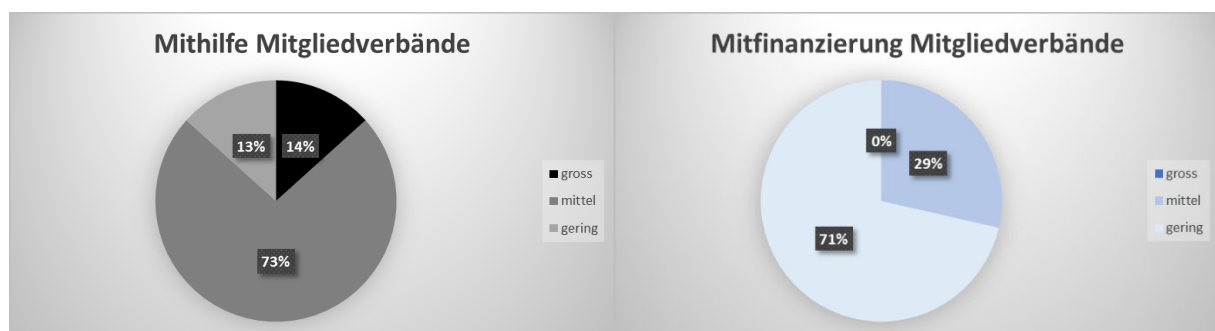 Mithilfe Mitgliedverbände
13%
14%
73%
gross
mittel
gering
Mitfinanzierung Mitgliedverbände
0%
29%
71%
gross
mittel
gering